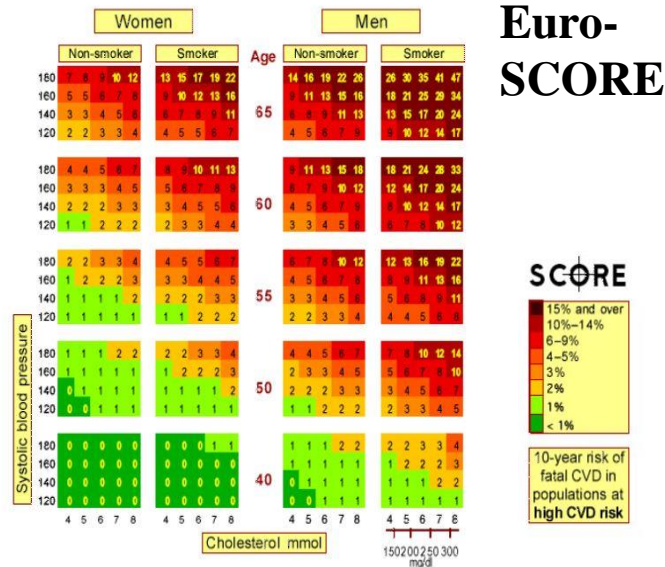 Euro-
SCORE
Women Men
Non-smoker Smoker Age Non-smoker Smoker
180 7 8 9 10 12 13 15 17 19 22 14 16 19 22 26 26 30 35 41 47
160 5 5 6 7 8 9 10 12 13 16 9 11 13 15 16 18 21 25 29 34
140 3 3 4 5 6 6 7 8 9 11 6 8 9 11 13 13 15 17 20 24
120 2 2 3 3 4 4 5 5 6 7 4 5 6 7 9 9 10 12 14 17
65
180 4 4 5 6 7 8 9 10 11 13 9 11 13 15 18 18 21 24 28 33
160 3 3 3 4 5 5 6 7 8 9 6 7 9 10 12 12 14 17 20 24
140 2 2 2 3 3 3 4 5 5 6 4 5 6 7 9 8 10 12 14 17
120 1 1 2 2 2 2 3 3 4 4 3 3 4 5 6 6 7 8 10 12
60
180 2 2 3 3 4 4 5 5 6 7 6 7 8 10 12 12 13 16 19 22
160 1 2 2 2 3 3 3 4 4 5 4 5 6 7 8 8 9 11 13 16
140 1 1 1 1 2 2 2 2 3 3 3 3 4 5 6 5 6 8 9 11
120 1 1 1 1 1 1 1 2 2 2 2 2 3 3 4 4 4 5 6 8
55
180 1 1 1 2 2 2 2 3 3 4 4 4 5 6 7 7 8 10 12 14
160 1 1 1 1 1 1 2 2 2 3 2 3 3 4 5 5 6 7 8 10
140 0 1 1 1 1 1 1 1 1 2 2 2 2 3 3 3 4 5 6 7
120 0 0 1 1 1 1 1 1 1 1 1 1 2 2 2 2 3 3 4 5
50
180 0 0 0 0 0 0 0 0 1 1 1 1 1 2 2 2 2 3 3 4
160 0 0 0 0 0 0 0 0 0 0 1 1 1 1 1 1 2 2 2 3
140 0 0 0 0 0 0 0 0 0 0 0 1 1 1 1 1 1 1 2 2
120 0 0 0 0 0 0 0 0 0 0 0 0 1 1 1 1 1 1 1 1
40
4 5 6 7 8 4 5 6 7 8 4 5 6 7 8 4 5 6 7 8
Systolic blood pressure
Cholesterol mmol
150 200 250 300
mg/dl
SCORE
15% and over
10%–14%
6–9%
4–5%
3%
2%
1%
< 1%
10-year risk of
fatal CVD in
populations at
high CVD risk